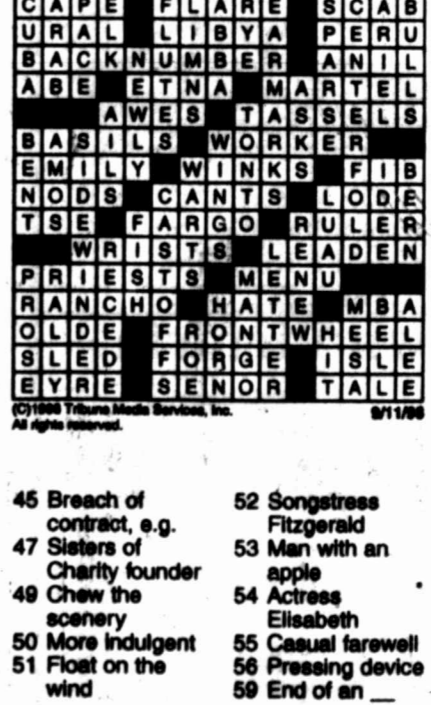 CAPE FLARE SCAB
URAL LIBYA PERU
BACKNUMBER ANIL
ABE ETNA MARTEL
AWES TASSELS
BASILS WORKER
EMILY WINKS FIB
NODS CANTS LODE
TSE FARGO RULER
WRISTS LEADEN
PRIESTS MENU
RANCHO HATE MBA
OLDE FRONTWHEEL
SLED FORGE ISLE
EYRE SENOR TALE
(C)1996 Tribune Media Services, Inc.
All rights reserved.
9/11/96
45 Breach of
contract, e.g.
47 Sisters of
Charity founder
49 Chew the
scenery
50 More indulgent
51 Float on the
wind
52 Songstress
Fitzgerald
53 Man with an
apple
54 Actress
Elisabeth
55 Casual farewell
56 Pressing device
59 End of an __